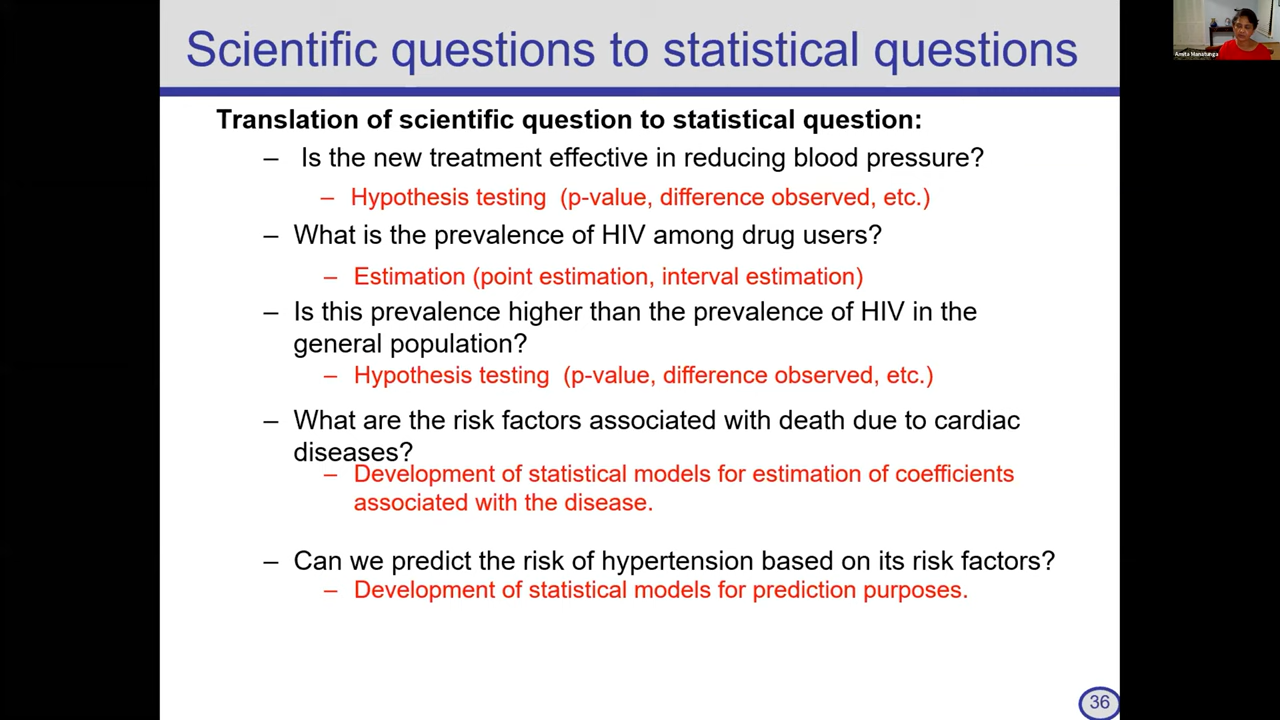 Scientific questions to statistical questions
Amita Manatunga
Translation of scientific question to statistical question:
– Is the new treatment effective in reducing blood pressure?
– Hypothesis testing (p-value, difference observed, etc.)
– What is the prevalence of HIV among drug users?
– Estimation (point estimation, interval estimation)
– Is this prevalence higher than the prevalence of HIV in the
general population?
– Hypothesis testing (p-value, difference observed, etc.)
– What are the risk factors associated with death due to cardiac
diseases?
– Development of statistical models for estimation of coefficients
associated with the disease.
– Can we predict the risk of hypertension based on its risk factors?
– Development of statistical models for prediction purposes.
36